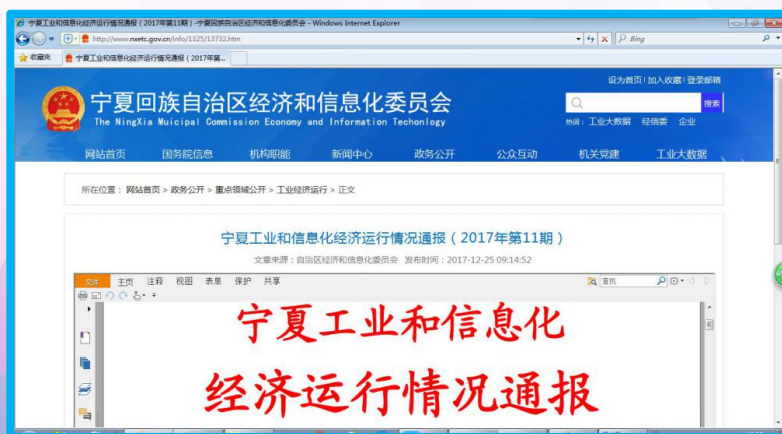 宁夏工业和信息化经济运行情况通报(2017年第11期)-宁夏回族自治区经济和信息化委员会 - Windows Internet Explorer
http://www.nxetc.gov.cn/info/1325/13732.htm
Bing
收藏夹
宁夏工业和信息化经济运行情况通报(2017年第...
设为首页|加入收藏|登录邮箱
宁夏回族自治区经济和信息化委员会
The NingXia Muicipal Commission Economy and Information Techonlogy
搜索
热词: 工业大数据 经信委 企业
网站首页 国务院信息 机构职能 新闻中心 政务公开 公众互动 机关党建 工业大数据
所在位置: 网站首页 > 政务公开 > 重点领域公开 > 工业经济运行 > 正文
宁夏工业和信息化经济运行情况通报(2017年第11期)
文章来源:自治区经济和信息化委员会 发布时间:2017-12-25 09:14:52
文件 主页 注释 视图 表单 保护 共享
查找
宁夏工业和信息化
经济运行情况通报